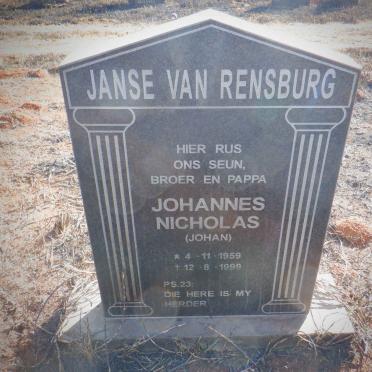 JANSE VAN RENSBURG
HIER RUS
ONS SEUN,
BROER EN PAPPA
JOHANNES
NICHOLAS
(JOHAN)
* 4·11·1959
† 12·8·1999
PS.23:
DIE HERE IS MY
HERDER